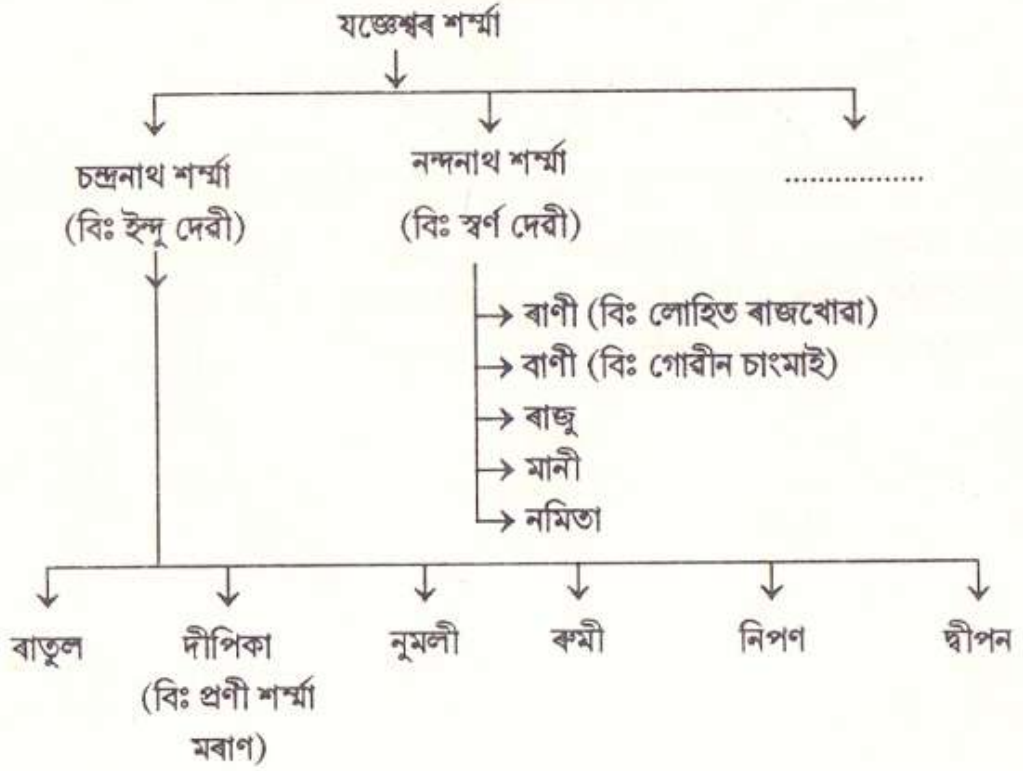 যজ্ঞেশ্বৰ শৰ্ম্মা
চন্দ্ৰনাথ শৰ্ম্মা
(বিঃ ইন্দু দেৱী)
নন্দনাথ শৰ্ম্মা
(বিঃ স্বৰ্ণ দেৱী)
................
ৰাণী (বিঃ লোহিত ৰাজখোৱা)
বাণী (বিঃ গোৱীন চাংমাই)
ৰাজু
মানী
নমিতা
ৰাতুল
দীপিকা
(বিঃ প্ৰণী শৰ্ম্মা
মৰাণ)
নুমলী
ৰুমী
নিপণ
দ্বীপন